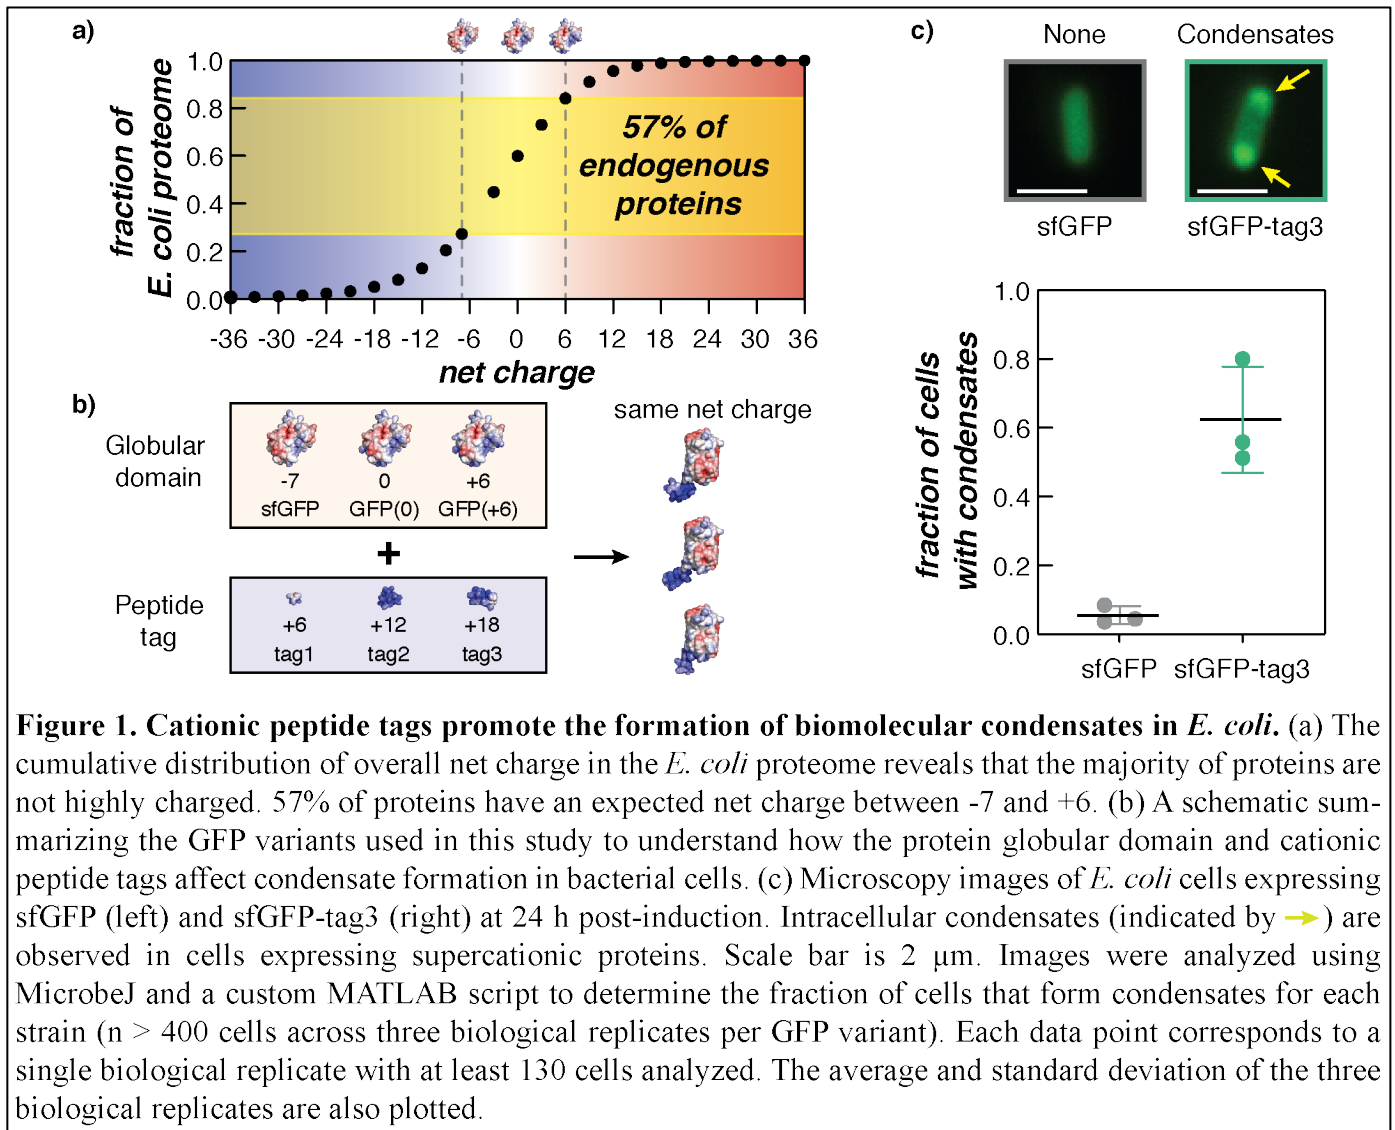 a)
fraction of
E. coli proteome
1.0
0.8
0.6
0.4
0.2
0.0
57% of
endogenous
proteins
-36 -30 -24 -18 -12 -6 0 6 12 18 24 30 36
net charge
b)
Globular
domain
-7 0 +6
sfGFP GFP(0) GFP(+6)
+
Peptide
tag
+6 +12 +18
tag1 tag2 tag3
same net charge
c)
None Condensates
sfGFP sfGFP-tag3
fraction of cells
with condensates
1.0
0.8
0.6
0.4
0.2
0.0
sfGFP sfGFP-tag3
Figure 1. Cationic peptide tags promote the formation of biomolecular condensates in E. coli. (a) The
cumulative distribution of overall net charge in the E. coli proteome reveals that the majority of proteins are
not highly charged. 57% of proteins have an expected net charge between -7 and +6. (b) A schematic sum-
marizing the GFP variants used in this study to understand how the protein globular domain and cationic
peptide tags affect condensate formation in bacterial cells. (c) Microscopy images of E. coli cells expressing
sfGFP (left) and sfGFP-tag3 (right) at 24 h post-induction. Intracellular condensates (indicated by →) are
observed in cells expressing supercationic proteins. Scale bar is 2 µm. Images were analyzed using
MicrobeJ and a custom MATLAB script to determine the fraction of cells that form condensates for each
strain (n > 400 cells across three biological replicates per GFP variant). Each data point corresponds to a
single biological replicate with at least 130 cells analyzed. The average and standard deviation of the three
biological replicates are also plotted.